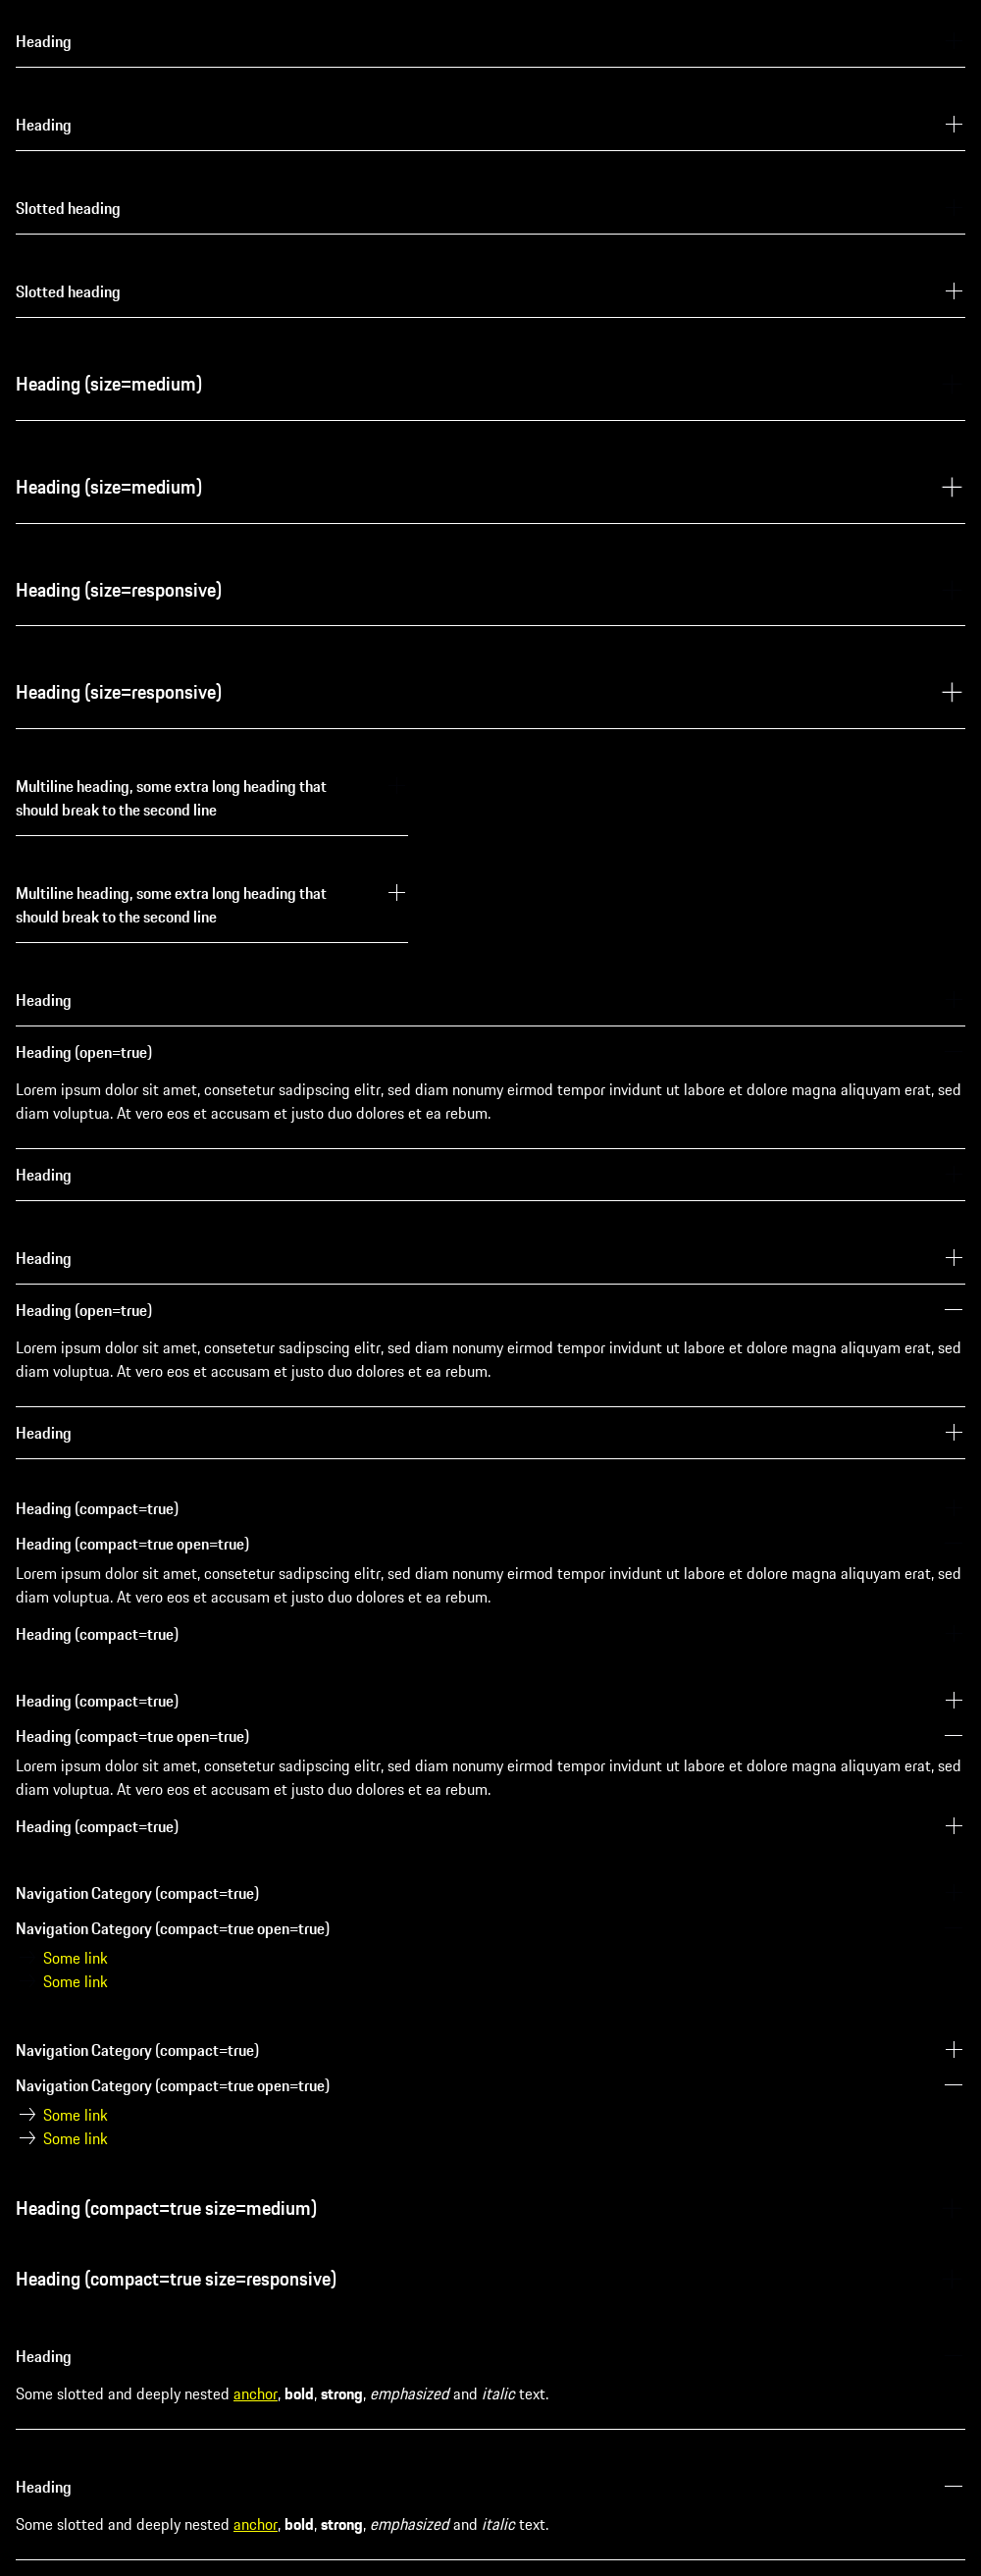 Heading
Heading
Slotted heading
Slotted heading
Heading (size=medium)
Heading (size=medium)
Heading (size=responsive)
Heading (size=responsive)
Multiline heading, some extra long heading that
should break to the second line
Multiline heading, some extra long heading that
should break to the second line
Heading
Heading (open=true)
Lorem ipsum dolor sit amet, consetetur sadipscing elitr, sed diam nonumy eirmod tempor invidunt ut labore et dolore magna aliquyam erat, sed
diam voluptua. At vero eos et accusam et justo duo dolores et ea rebum.
Heading
Heading
Heading (open=true)
Lorem ipsum dolor sit amet, consetetur sadipscing elitr, sed diam nonumy eirmod tempor invidunt ut labore et dolore magna aliquyam erat, sed
diam voluptua. At vero eos et accusam et justo duo dolores et ea rebum.
Heading
Heading (compact=true)
Heading (compact=true open=true)
Lorem ipsum dolor sit amet, consetetur sadipscing elitr, sed diam nonumy eirmod tempor invidunt ut labore et dolore magna aliquyam erat, sed
diam voluptua. At vero eos et accusam et justo duo dolores et ea rebum.
Heading (compact=true)
Heading (compact=true)
Heading (compact=true open=true)
Lorem ipsum dolor sit amet, consetetur sadipscing elitr, sed diam nonumy eirmod tempor invidunt ut labore et dolore magna aliquyam erat, sed
diam voluptua. At vero eos et accusam et justo duo dolores et ea rebum.
Heading (compact=true)
Navigation Category (compact=true)
Navigation Category (compact=true open=true)
Some link
Some link
Navigation Category (compact=true)
Navigation Category (compact=true open=true)
Some link
Some link
Heading (compact=true size=medium)
Heading (compact=true size=responsive)
Heading
Some slotted and deeply nested anchor, bold, strong, emphasized and italic text.
Heading
Some slotted and deeply nested anchor, bold, strong, emphasized and italic text.